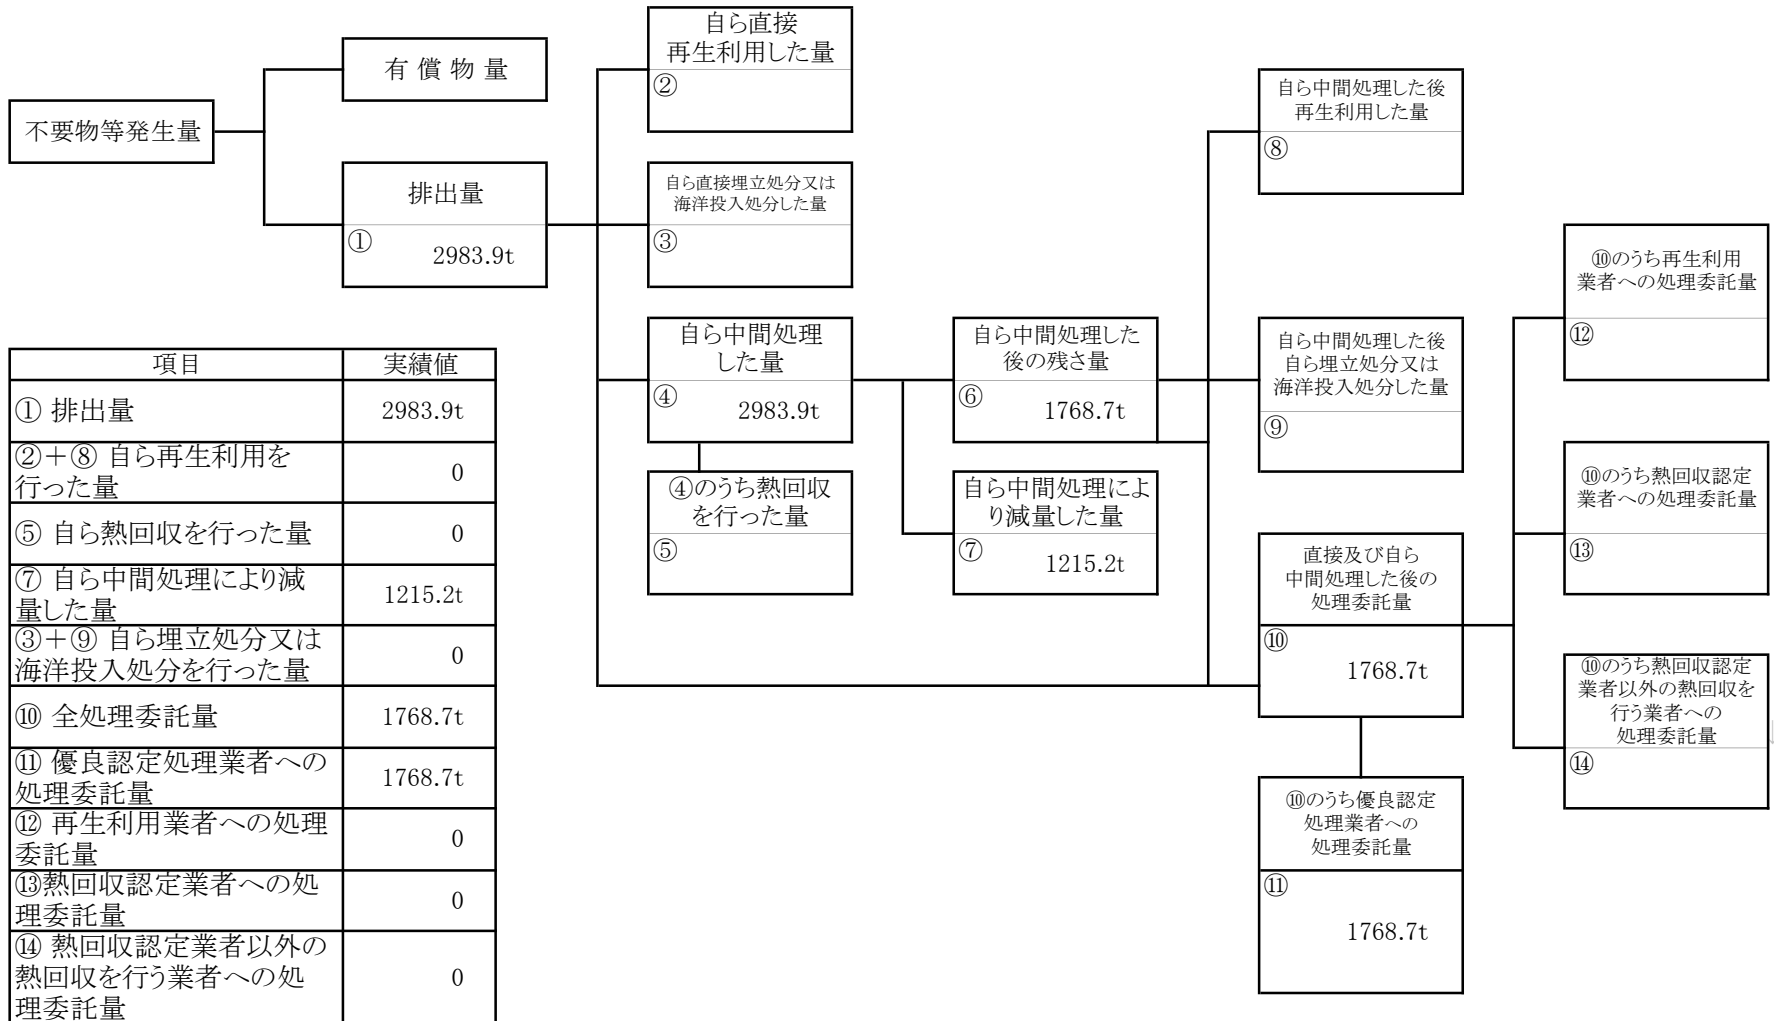 不要物等発生量
有 償 物 量
排出量
①
2983.9t
自ら直接
再生利用した量
②
自ら直接埋立処分又は
海洋投入処分した量
③
自ら中間処理
した量
④
2983.9t
④のうち熱回収
を行った量
⑤
自ら中間処理した
後の残さ量
⑥
1768.7t
自ら中間処理によ
り減量した量
⑦
1215.2t
自ら中間処理した後
再生利用した量
⑧
自ら中間処理した後
自ら埋立処分又は
海洋投入処分した量
⑨
直接及び自ら
中間処理した後の
処理委託量
⑩
1768.7t
⑩のうち優良認定
処理業者への
処理委託量
⑪
1768.7t
⑩のうち再生利用
業者への処理委託量
⑫
⑩のうち熱回収認定
業者への処理委託量
⑬
⑩のうち熱回収認定
業者以外の熱回収を
行う業者への
処理委託量
⑭
項目 実績値
① 排出量 2983.9t
②＋⑧ 自ら再生利用を
行った量 0
⑤ 自ら熱回収を行った量 0
⑦ 自ら中間処理により減
量した量 1215.2t
③＋⑨ 自ら埋立処分又は
海洋投入処分を行った量 0
⑩ 全処理委託量 1768.7t
⑪ 優良認定処理業者への
処理委託量 1768.7t
⑫ 再生利用業者への処理
委託量 0
⑬熱回収認定業者への処
理委託量 0
⑭ 熱回収認定業者以外の
熱回収を行う業者への処
理委託量 0